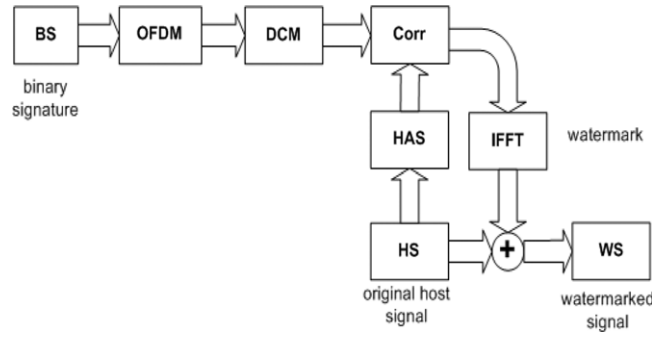 BS
OFDM
DCM
Corr
binary
signature
HAS
IFFT
watermark
HS
+
WS
original host
signal
watermarked
signal